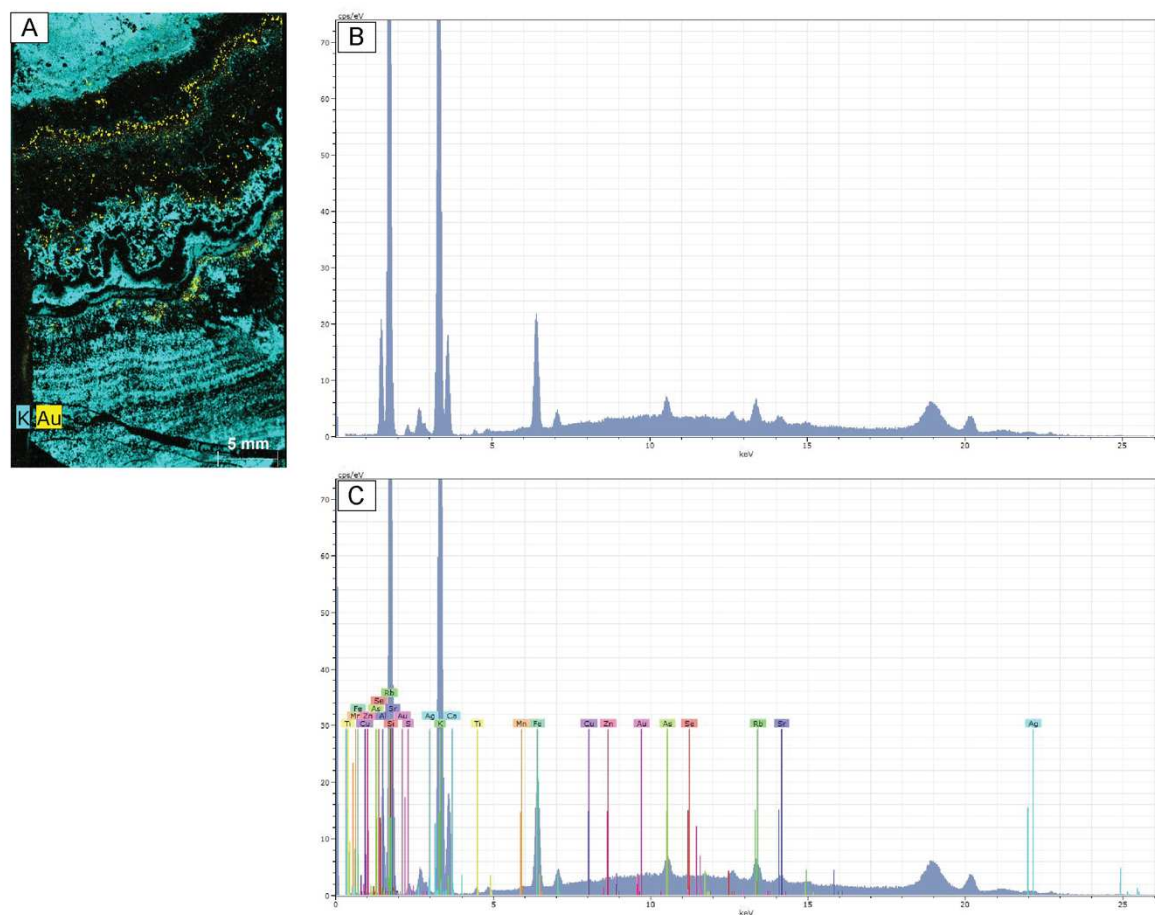 A
K Au
5 mm
B
cps/eV
70
60
50
40
30
20
10
0
5 10 15 20 25
keV
C
cps/eV
70
60
50
40
30
20
10
0
Rb
Se
Fe As Sr
Mn Zn Au Ag Ca
Ti Cu Al Si S K Ti Mn Fe Cu Zn Au As Se Rb Sr Ag
0 5 10 15 20 25
keV